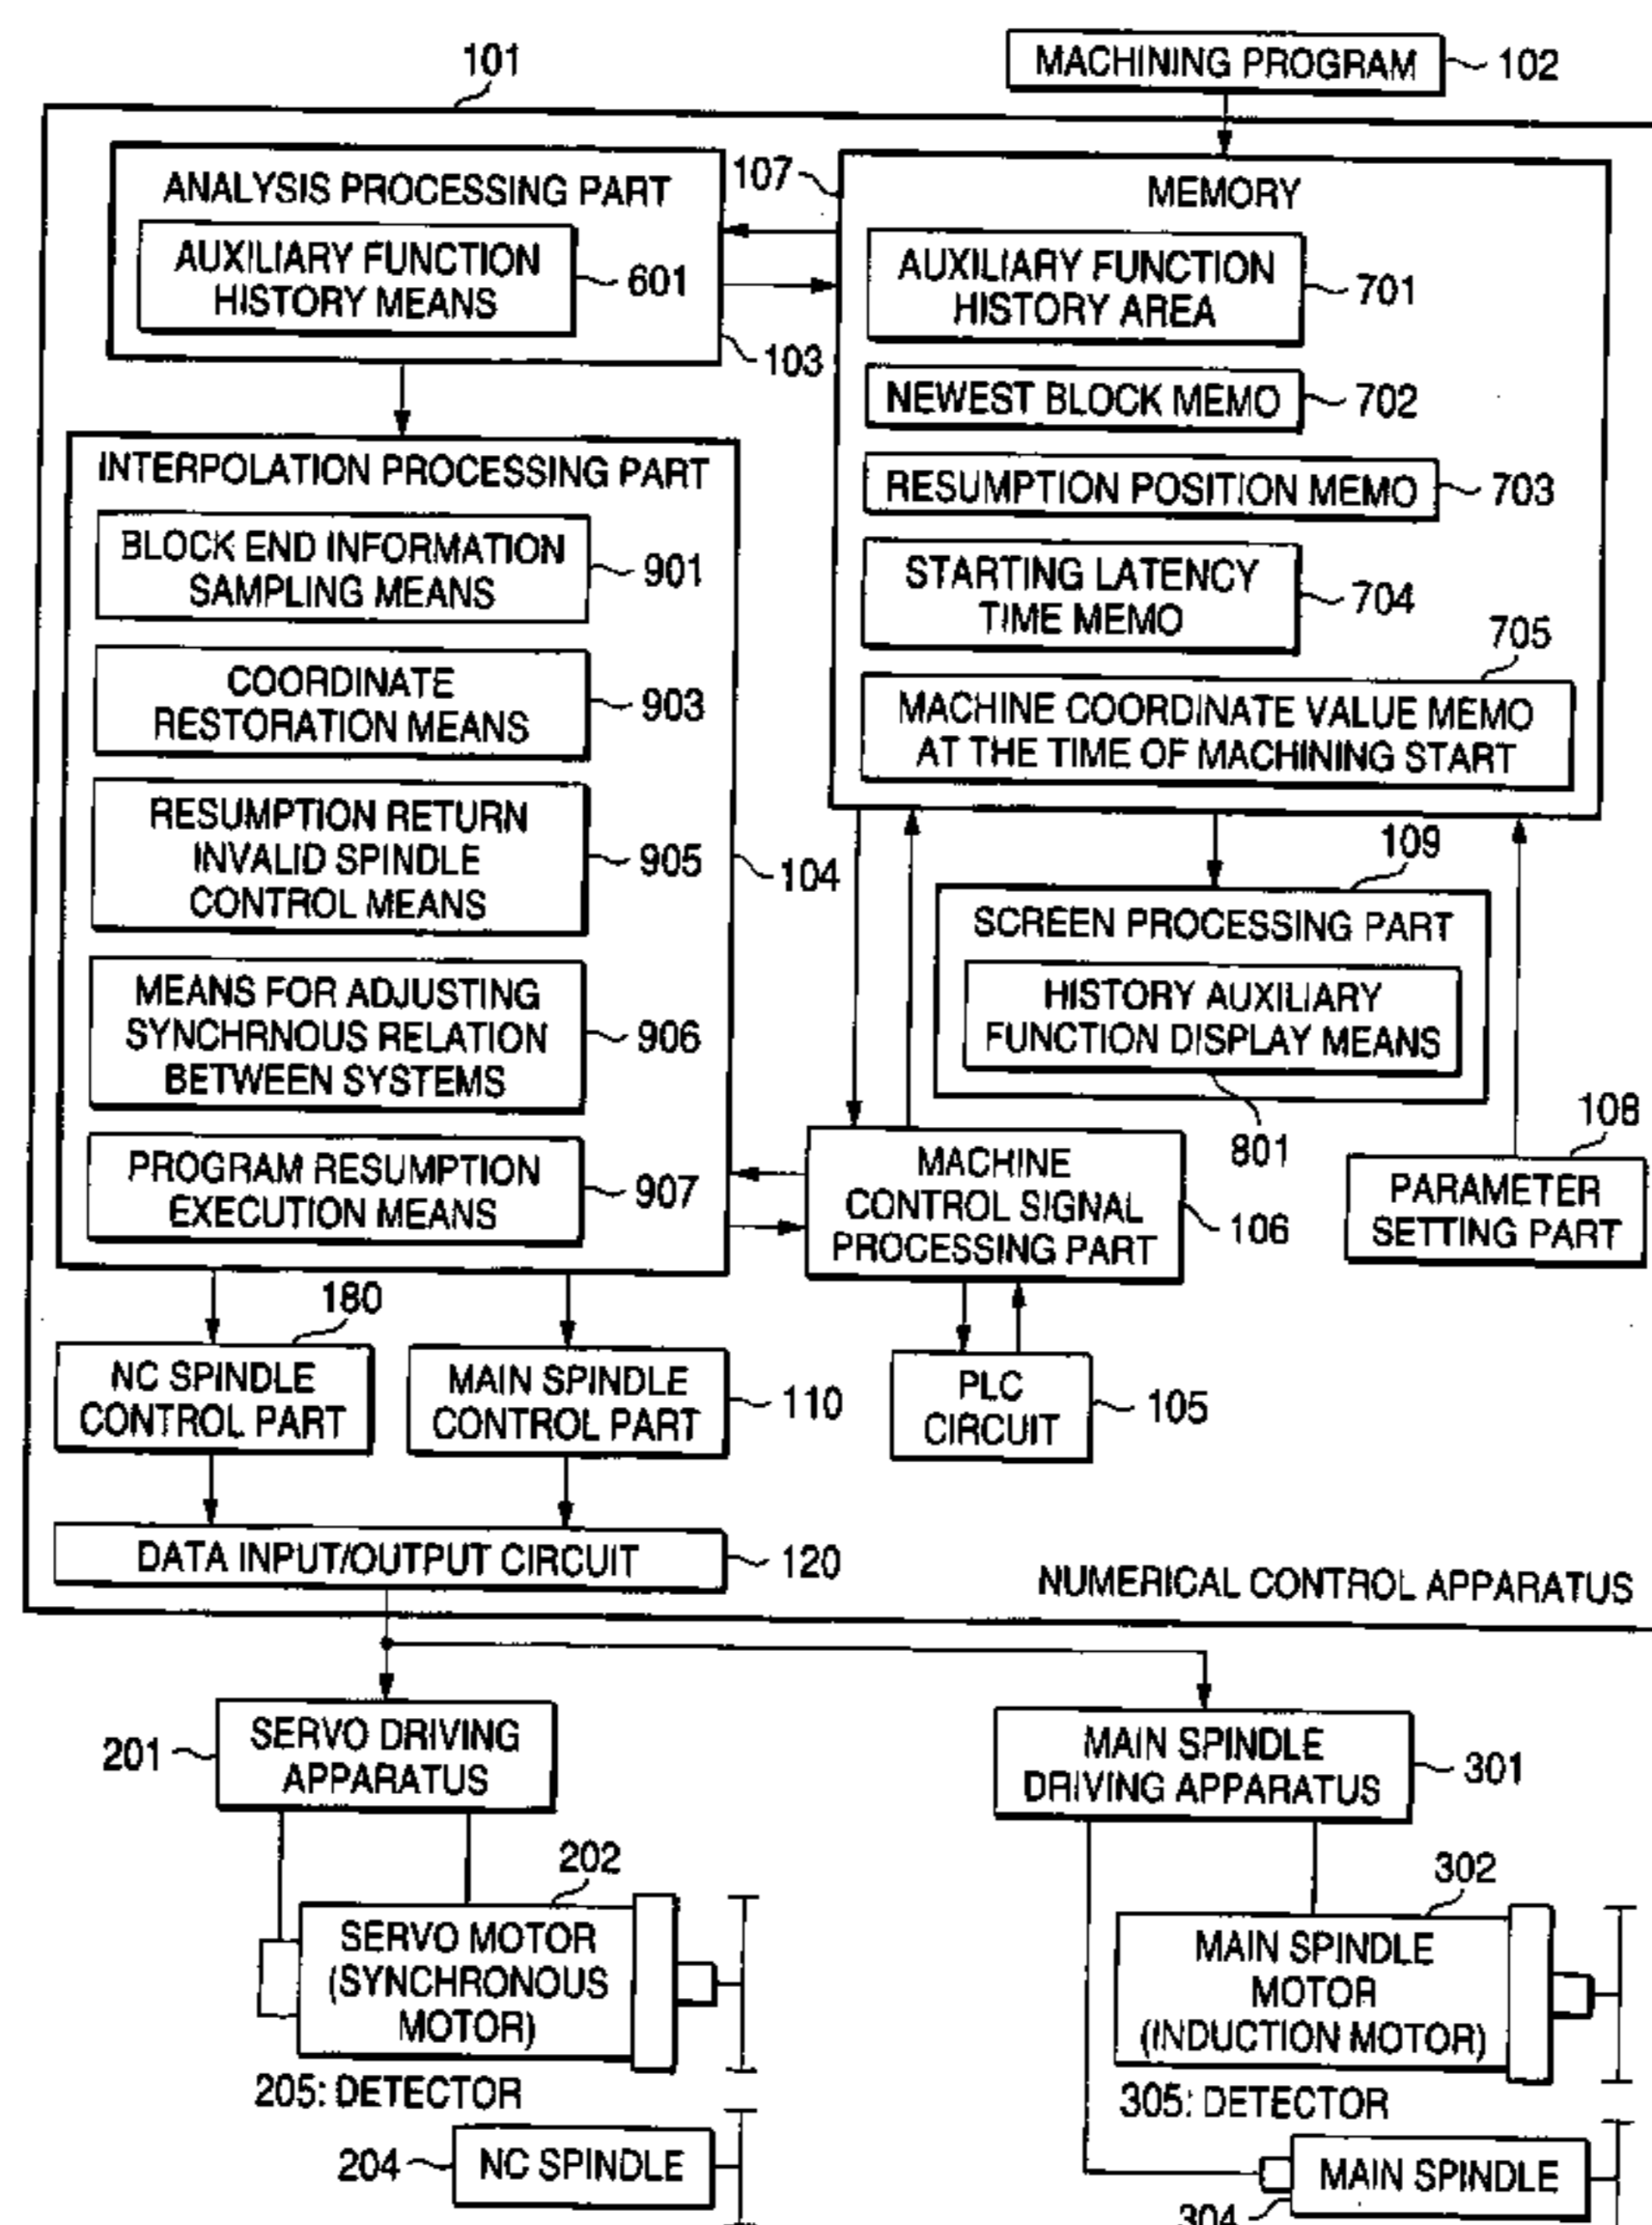 101
MACHINING PROGRAM
102
ANALYSIS PROCESSING PART
AUXILIARY FUNCTION
HISTORY MEANS
601
103
107
MEMORY
AUXILIARY FUNCTION
HISTORY AREA
701
NEWEST BLOCK MEMO
702
RESUMPTION POSITION MEMO
703
STARTING LATENCY
TIME MEMO
704
705
MACHINE COORDINATE VALUE MEMO
AT THE TIME OF MACHINING START
INTERPOLATION PROCESSING PART
BLOCK END INFORMATION
SAMPLING MEANS
901
COORDINATE
RESTORATION MEANS
903
RESUMPTION RETURN
INVALID SPINDLE
CONTROL MEANS
905
104
MEANS FOR ADJUSTING
SYNCHRNOUS RELATION
BETWEEN SYSTEMS
906
PROGRAM RESUMPTION
EXECUTION MEANS
907
109
SCREEN PROCESSING PART
HISTORY AUXILIARY
FUNCTION DISPLAY MEANS
801
MACHINE
CONTROL SIGNAL
PROCESSING PART
106
108
PARAMETER
SETTING PART
180
NC SPINDLE
CONTROL PART
MAIN SPINDLE
CONTROL PART
110
PLC
CIRCUIT
105
DATA INPUT/OUTPUT CIRCUIT
120
NUMERICAL CONTROL APPARATUS
201
SERVO DRIVING
APPARATUS
MAIN SPINDLE
DRIVING APPARATUS
301
202
SERVO MOTOR
(SYNCHRONOUS
MOTOR)
205: DETECTOR
204
NC SPINDLE
302
MAIN SPINDLE
MOTOR
(INDUCTION MOTOR)
305: DETECTOR
MAIN SPINDLE
304